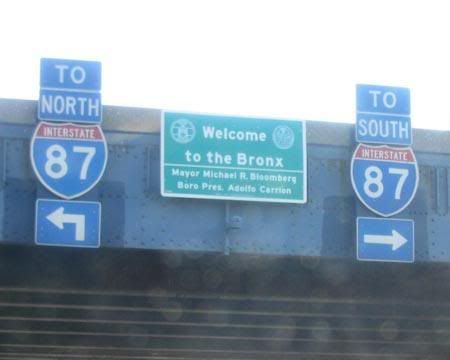 TO
NORTH
INTERSTATE
87
Welcome
to the Bronx
Mayor Michael R. Bloomberg
Boro Pres. Adolfo Carrion
TO
SOUTH
INTERSTATE
87